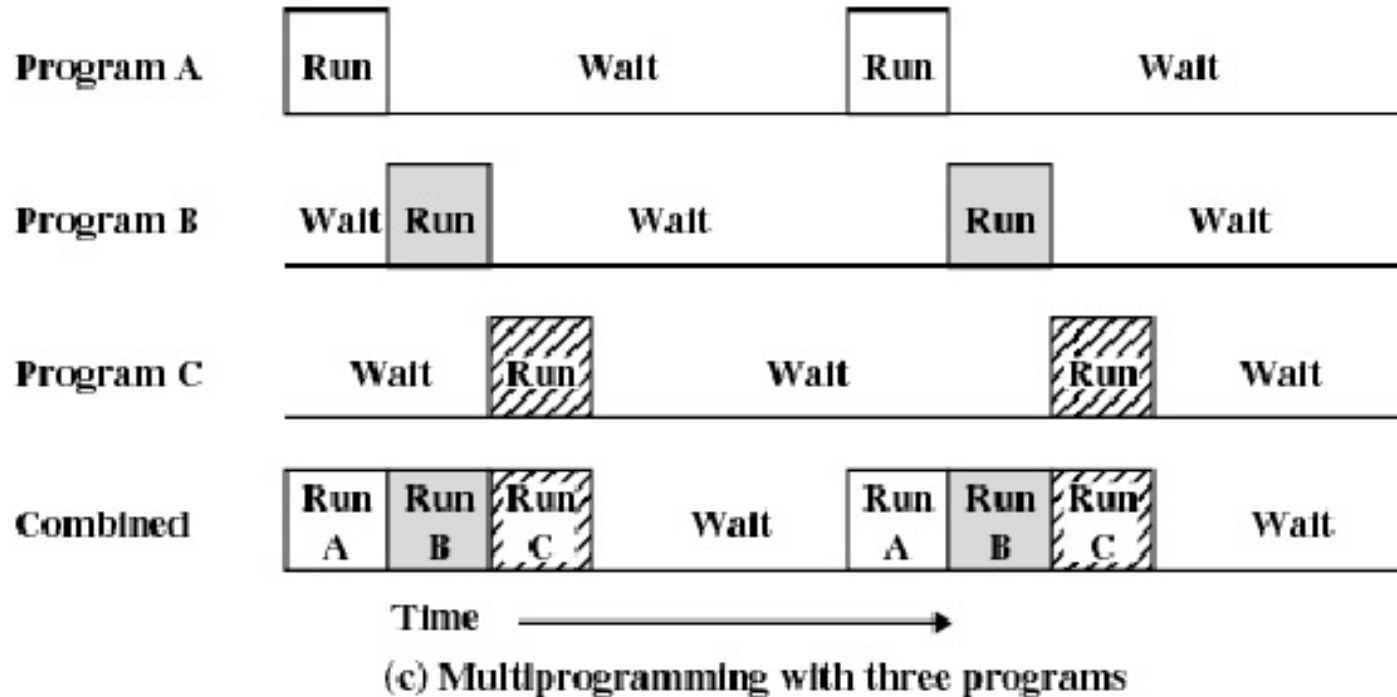 Program A Run Wait Run Wait
Program B Wait Run Wait Run Wait
Program C Wait Run Wait Run Wait
Combined Run A Run B Run C Wait Run A Run B Run C Wait
Time
(c) Multiprogramming with three programs